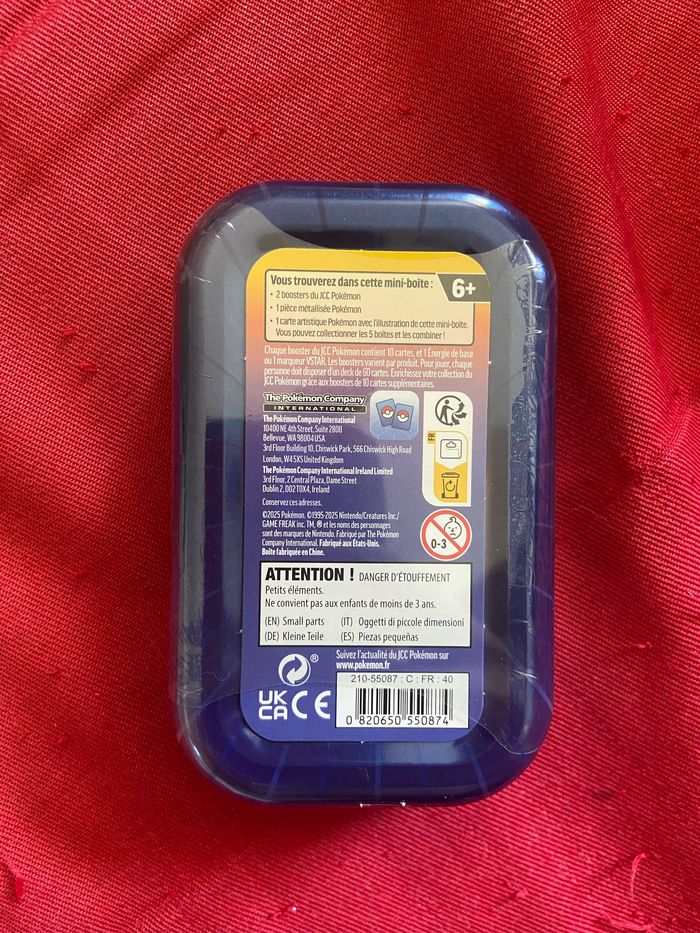 Vous trouverez dans cette mini-boîte :
6+
• 2 boosters du JCC Pokémon
• 1 pièce métallisée Pokémon
• 1 carte artistique Pokémon avec l'illustration de cette mini-boîte.
Vous pouvez collectionner les 5 boîtes et les combiner !
Chaque booster du JCC Pokémon contient 10 cartes, et 1 Énergie de base
ou 1 marqueur VSTAR. Les boosters varient par produit. Pour jouer, chaque
personne doit disposer d'un deck de 60 cartes. Enrichissez votre collection du
JCC Pokémon grâce aux boosters de 10 cartes supplémentaires.
The Pokémon Company
INTERNATIONAL
The Pokémon Company International
10400 NE 4th Street, Suite 2800
Bellevue, WA 98004 USA
3rd Floor Building 10, Chiswick Park, 566 Chiswick High Road
London, W4 5XS United Kingdom
The Pokémon Company International Ireland Limited
3rd Floor, 2 Central Plaza, Dame Street
Dublin 2, D02 T0X4, Ireland
Conservez ces adresses.
©2025 Pokémon. ©1995-2025 Nintendo/Creatures Inc./
GAME FREAK inc. TM, ® et les noms des personnages
sont des marques de Nintendo. Fabriqué par The Pokémon
Company International. Fabriqué aux États-Unis.
Boîte fabriquée en Chine.
FR
0-3
ATTENTION ! DANGER D'ÉTOUFFEMENT
Petits éléments.
Ne convient pas aux enfants de moins de 3 ans.
(EN) Small parts (IT) Oggetti di piccole dimensioni
(DE) Kleine Teile (ES) Piezas pequeñas
Suivez l'actualité du JCC Pokémon sur
www.pokemon.fr
®
UK
CA CE
210-55087 : C : FR : 40
0 820650 550874